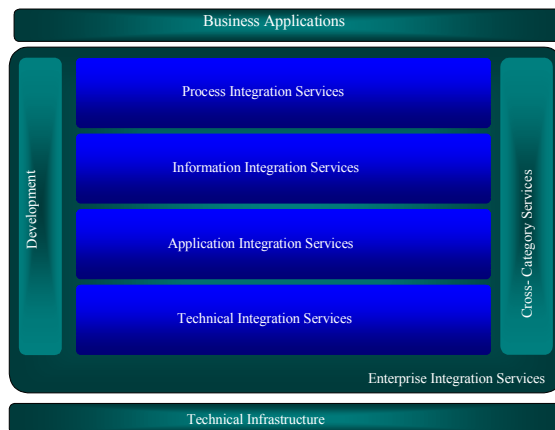 Business Applications
Development
Process Integration Services
Information Integration Services
Application Integration Services
Technical Integration Services
Cross- Category Services
Enterprise Integration Services
Technical Infrastructure